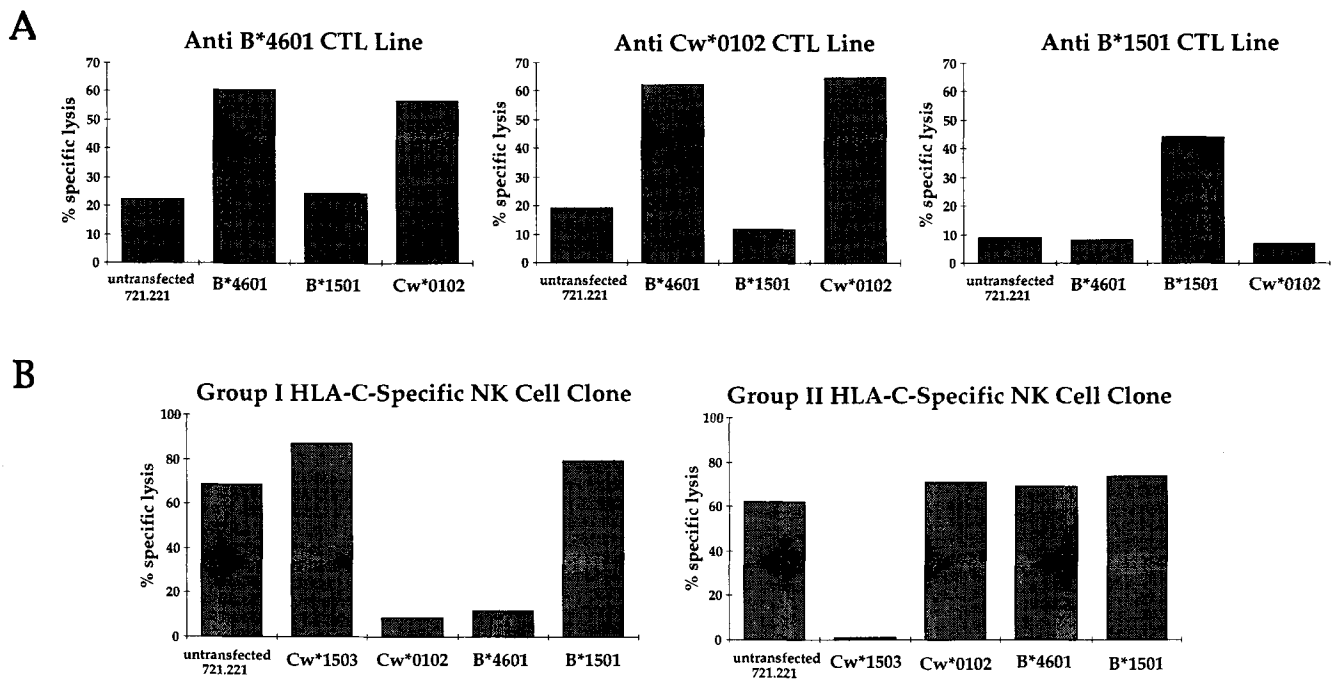 A
Anti B*4601 CTL Line
% specific lysis
70
60
50
40
30
20
10
0
untransfected
721.221
B*4601
B*1501
Cw*0102
Anti Cw*0102 CTL Line
% specific lysis
70
60
50
40
30
20
10
0
untransfected
721.221
B*4601
B*1501
Cw*0102
Anti B*1501 CTL Line
% specific lysis
70
60
50
40
30
20
10
0
untransfected
721.221
B*4601
B*1501
Cw*0102
B
Group I HLA-C-Specific NK Cell Clone
% specific lysis
100
80
60
40
20
0
untransfected
721.221
Cw*1503
Cw*0102
B*4601
B*1501
Group II HLA-C-Specific NK Cell Clone
% specific lysis
100
80
60
40
20
0
untransfected
721.221
Cw*1503
Cw*0102
B*4601
B*1501